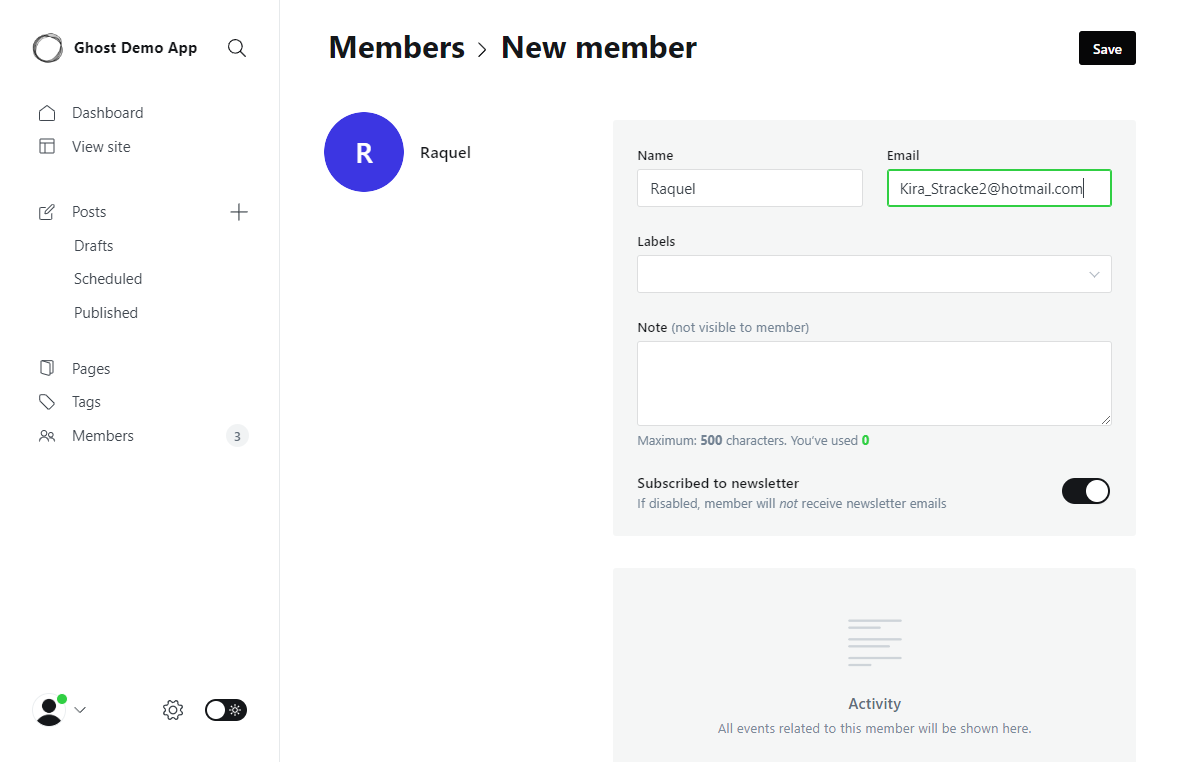 Ghost Demo App
Dashboard
View site
Posts
Drafts
Scheduled
Published
Pages
Tags
Members
3
Members › New member
Save
R
Raquel
Name
Email
Raquel
Kira_Stracke2@hotmail.com
Labels
Note (not visible to member)
Maximum: 500 characters. You've used 0
Subscribed to newsletter
If disabled, member will not receive newsletter emails
Activity
All events related to this member will be shown here.